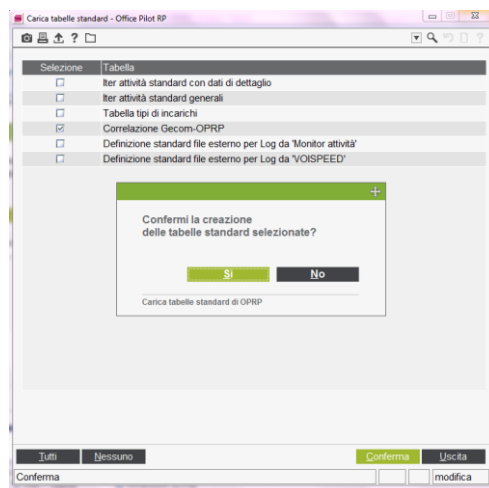 Carica tabelle standard - Office Pilot RP
Selezione Tabella
Iter attività standard con dati di dettaglio
Iter attività standard generali
Tabella tipi di incarichi
Correlazione Gecom-OPRP
Definizione standard file esterno per Log da 'Monitor attività'
Definizione standard file esterno per Log da 'VOISPEED'
Confermi la creazione
delle tabelle standard selezionate?
Sì No
Carica tabelle standard di OPRP
Tutti Nessuno Conferma Uscita
Conferma modifica